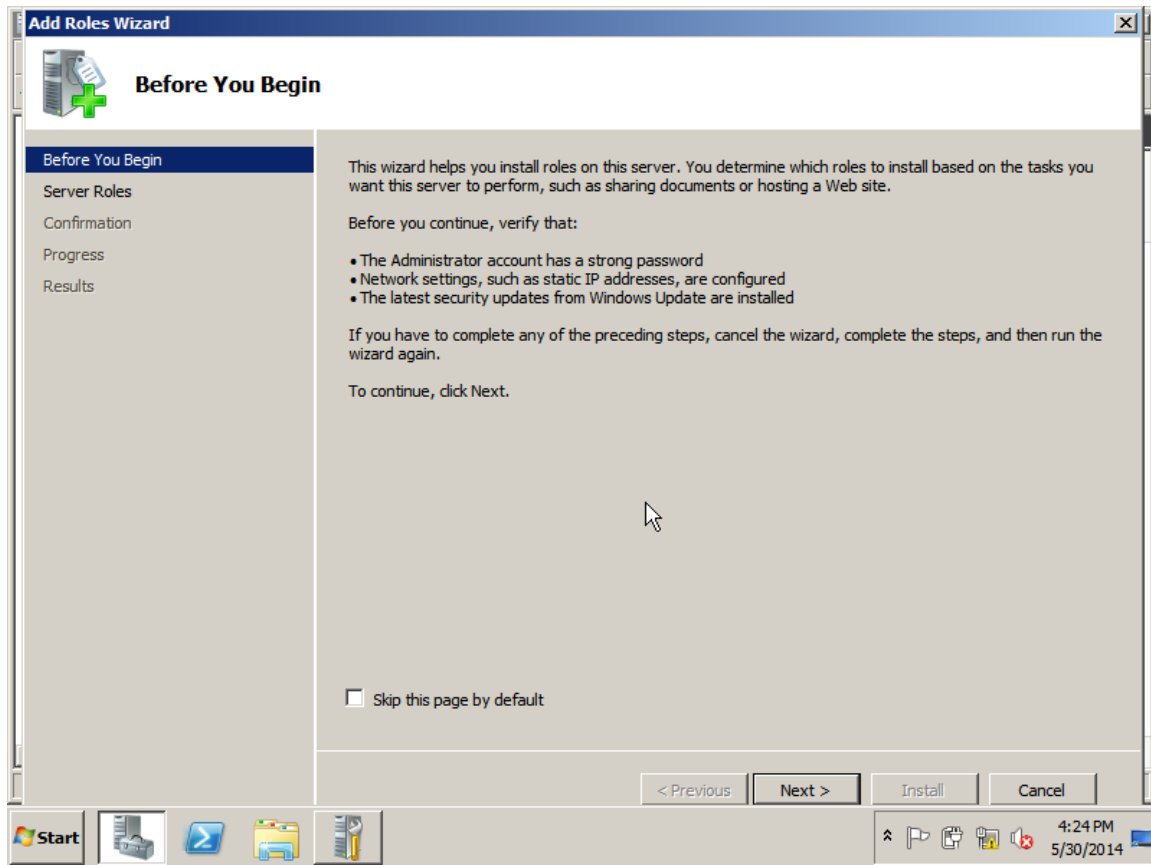 Add Roles Wizard
Before You Begin
Before You Begin
Server Roles
Confirmation
Progress
Results
This wizard helps you install roles on this server. You determine which roles to install based on the tasks you
want this server to perform, such as sharing documents or hosting a Web site.
Before you continue, verify that:
• The Administrator account has a strong password
• Network settings, such as static IP addresses, are configured
• The latest security updates from Windows Update are installed
If you have to complete any of the preceding steps, cancel the wizard, complete the steps, and then run the
wizard again.
To continue, click Next.
Skip this page by default
< Previous
Next >
Install
Cancel
Start
4:24 PM
5/30/2014